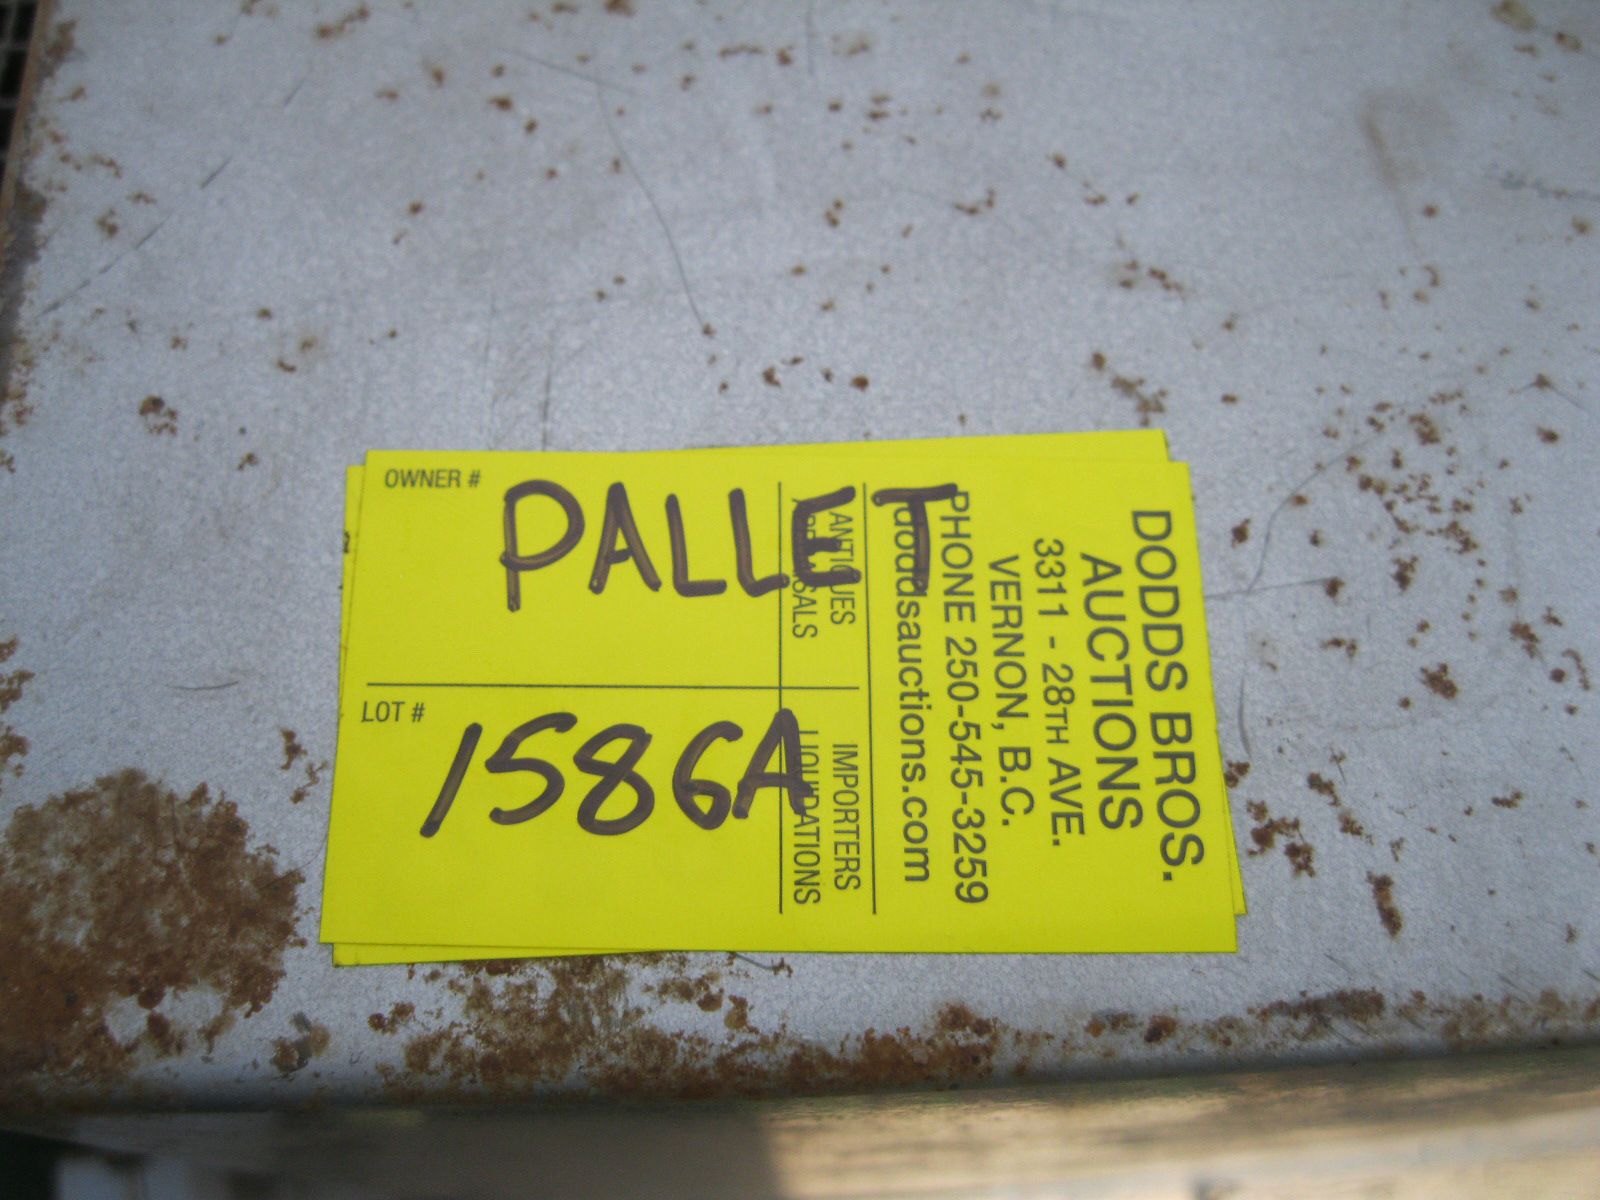 OWNER #
PALLET
LOT #
1586A
DODDS BROS.
AUCTIONS
3311 - 28TH AVE.
VERNON, B.C.
PHONE 250-545-3259
doddsauctions.com
ANTIQUES
IMPORTERS
APPRAISALS
LIQUIDATIONS